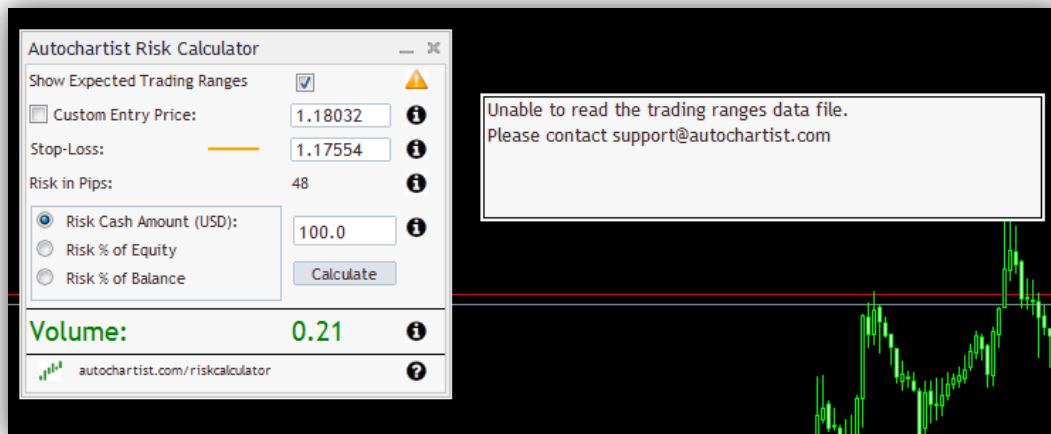 Autochartist Risk Calculator
Show Expected Trading Ranges
Custom Entry Price: 1.18032
Stop-Loss: 1.17554
Risk in Pips: 48
Risk Cash Amount (USD): 100.0
Risk % of Equity
Risk % of Balance Calculate
Volume: 0.21
autochartist.com/riskcalculator
Unable to read the trading ranges data file.
Please contact support@autochartist.com